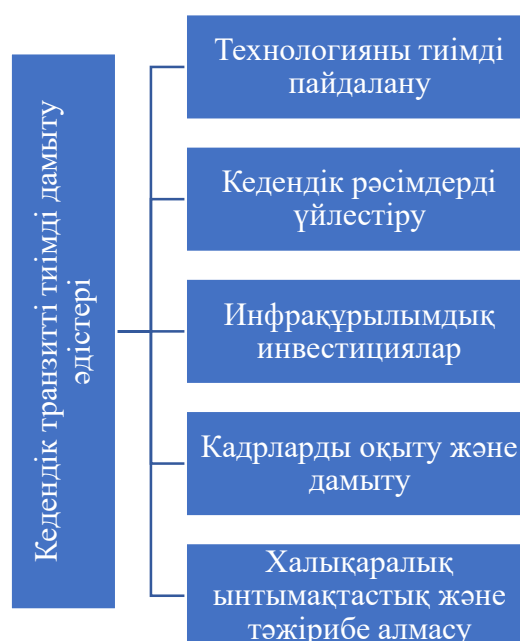 Кедендік транзитті тиімді дамыту
әдістері
Технологияны тиімді
пайдалану
Кедендік рәсімдерді
үйлестіру
Инфрақұрылымдық
инвестициялар
Кадрларды оқыту және
дамыту
Халықаралық
ынтымақтастық және
тәжірибе алмасу